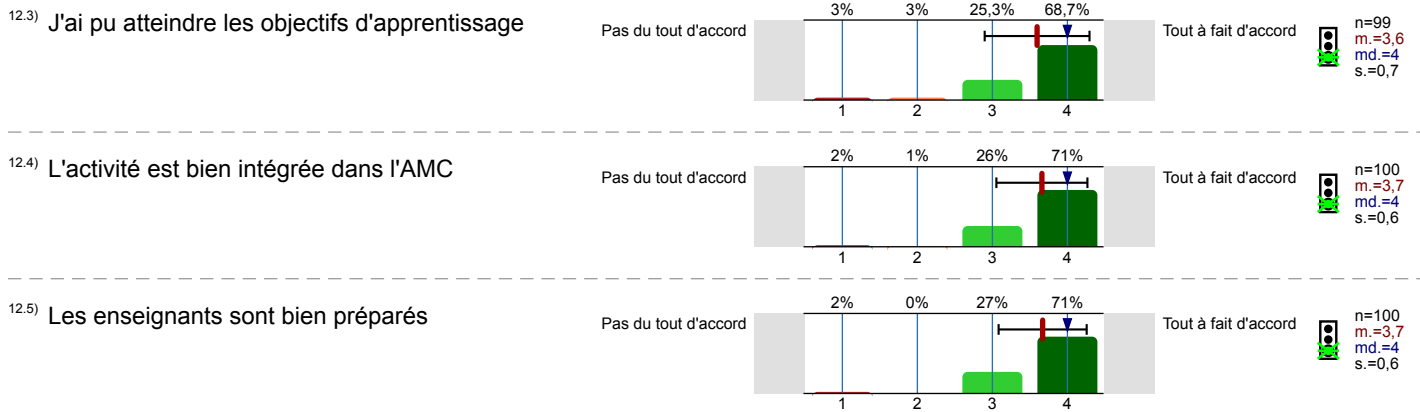 12.3) J'ai pu atteindre les objectifs d'apprentissage
Pas du tout d'accord
3% 3% 25,3% 68,7%
1 2 3 4
Tout à fait d'accord
n=99
m.=3,6
md.=4
s.=0,7
12.4) L'activité est bien intégrée dans l'AMC
Pas du tout d'accord
2% 1% 26% 71%
1 2 3 4
Tout à fait d'accord
n=100
m.=3,7
md.=4
s.=0,6
12.5) Les enseignants sont bien préparés
Pas du tout d'accord
2% 0% 27% 71%
1 2 3 4
Tout à fait d'accord
n=100
m.=3,7
md.=4
s.=0,6